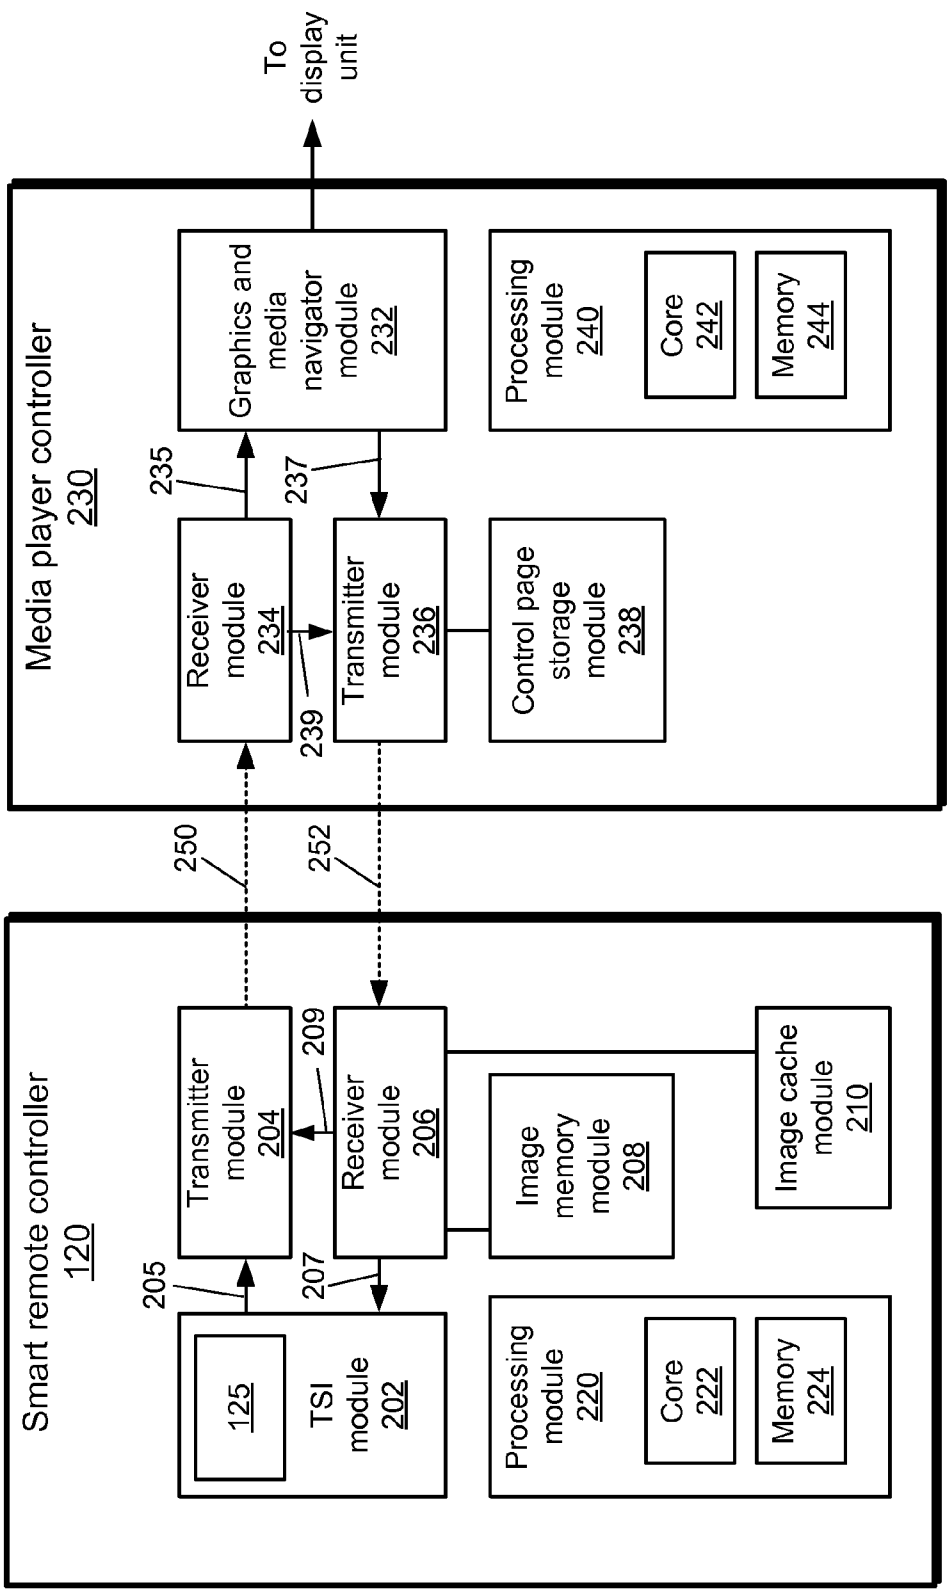 Smart remote controller
120
125
TSI
module
202
205
207
Transmitter
module
204
209
Receiver
module
206
Image
memory
module
208
Image cache
module
210
Processing
module
220
Core
222
Memory
224
250
252
Media player controller
230
Receiver
module
234
239
Transmitter
module
236
Control page
storage
module
238
235
237
Graphics and
media
navigator
module
232
Processing
module
240
Core
242
Memory
244
To
display
unit